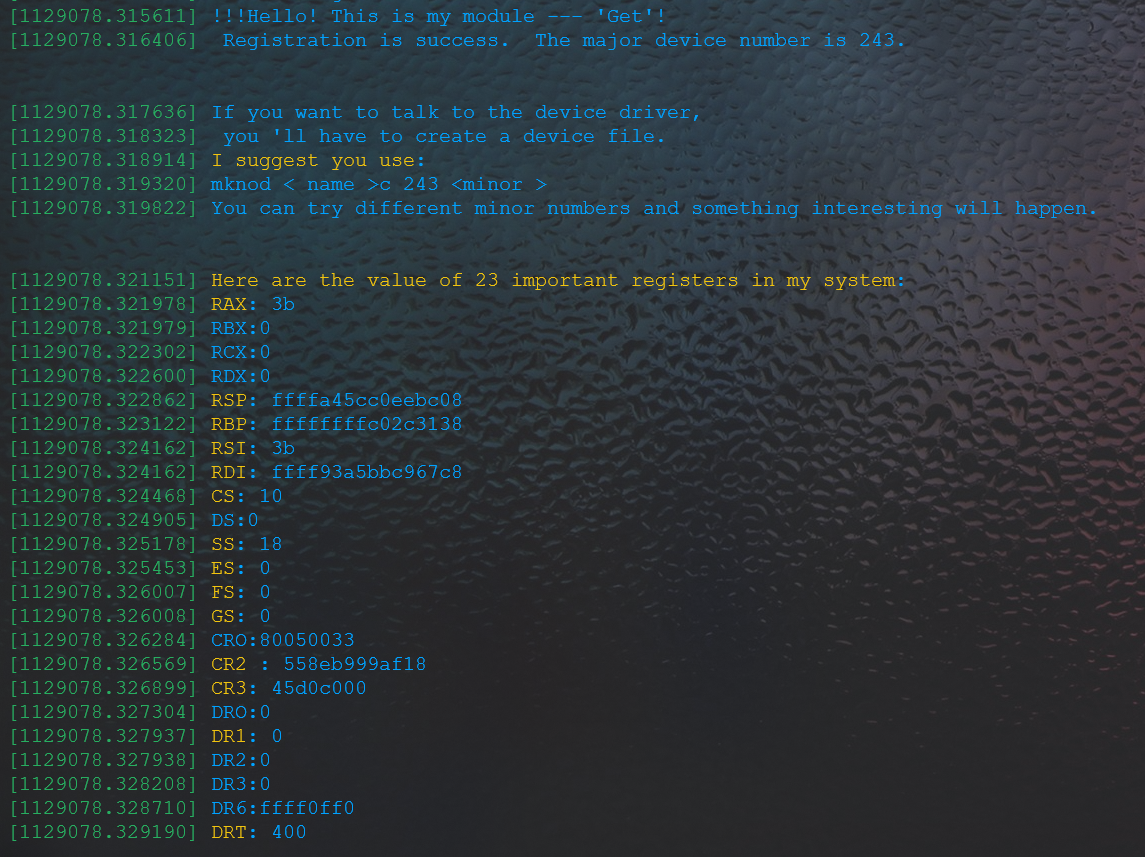 [1129078.315611] !!!Hello! This is my module --- 'Get'!
[1129078.316406]  Registration is success.  The major device number is 243.
[1129078.317636] If you want to talk to the device driver,
[1129078.318323]  you 'll have to create a device file.
[1129078.318914] I suggest you use:
[1129078.319320] mknod < name >c 243 <minor >
[1129078.319822] You can try different minor numbers and something interesting will happen.
[1129078.321151] Here are the value of 23 important registers in my system:
[1129078.321978] RAX: 3b
[1129078.321979] RBX:0
[1129078.322302] RCX:0
[1129078.322600] RDX:0
[1129078.322862] RSP: ffffa45cc0eebc08
[1129078.323122] RBP: ffffffffc02c3138
[1129078.324162] RSI: 3b
[1129078.324162] RDI: ffff93a5bbc967c8
[1129078.324468] CS: 10
[1129078.324905] DS:0
[1129078.325178] SS: 18
[1129078.325453] ES: 0
[1129078.326007] FS: 0
[1129078.326008] GS: 0
[1129078.326284] CRO:80050033
[1129078.326569] CR2 : 558eb999af18
[1129078.326899] CR3: 45d0c000
[1129078.327304] DRO:0
[1129078.327937] DR1: 0
[1129078.327938] DR2:0
[1129078.328208] DR3:0
[1129078.328710] DR6:ffff0ff0
[1129078.329190] DRT: 400